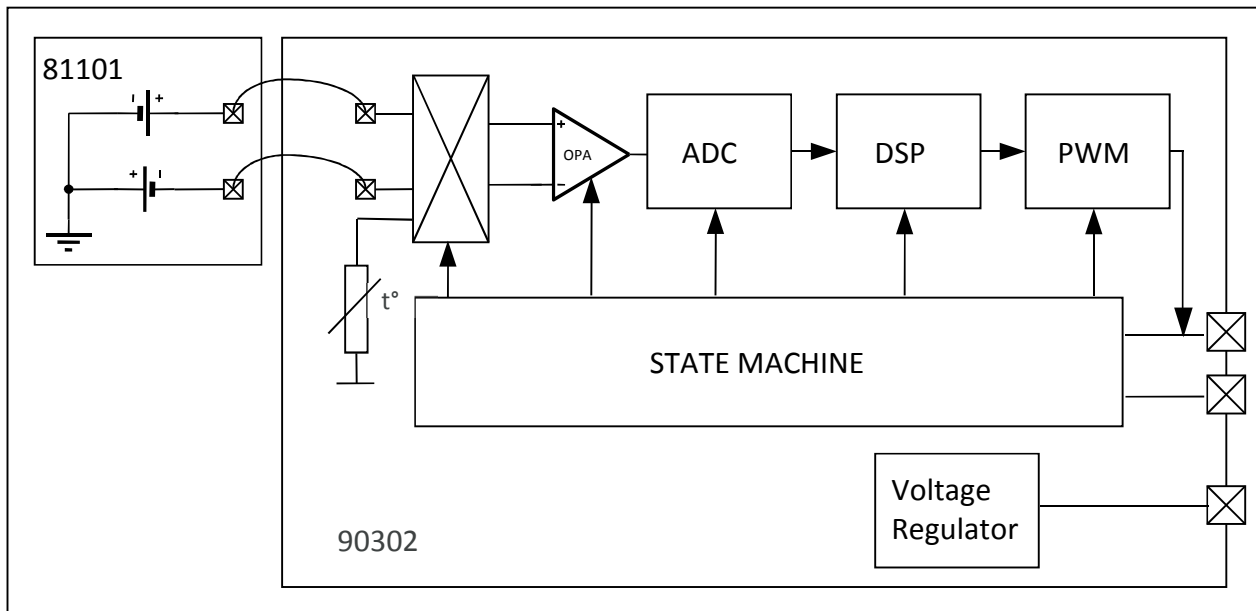 81101
+
+
+
−
OPA
ADC
DSP
PWM
t°
STATE MACHINE
Voltage
Regulator
90302